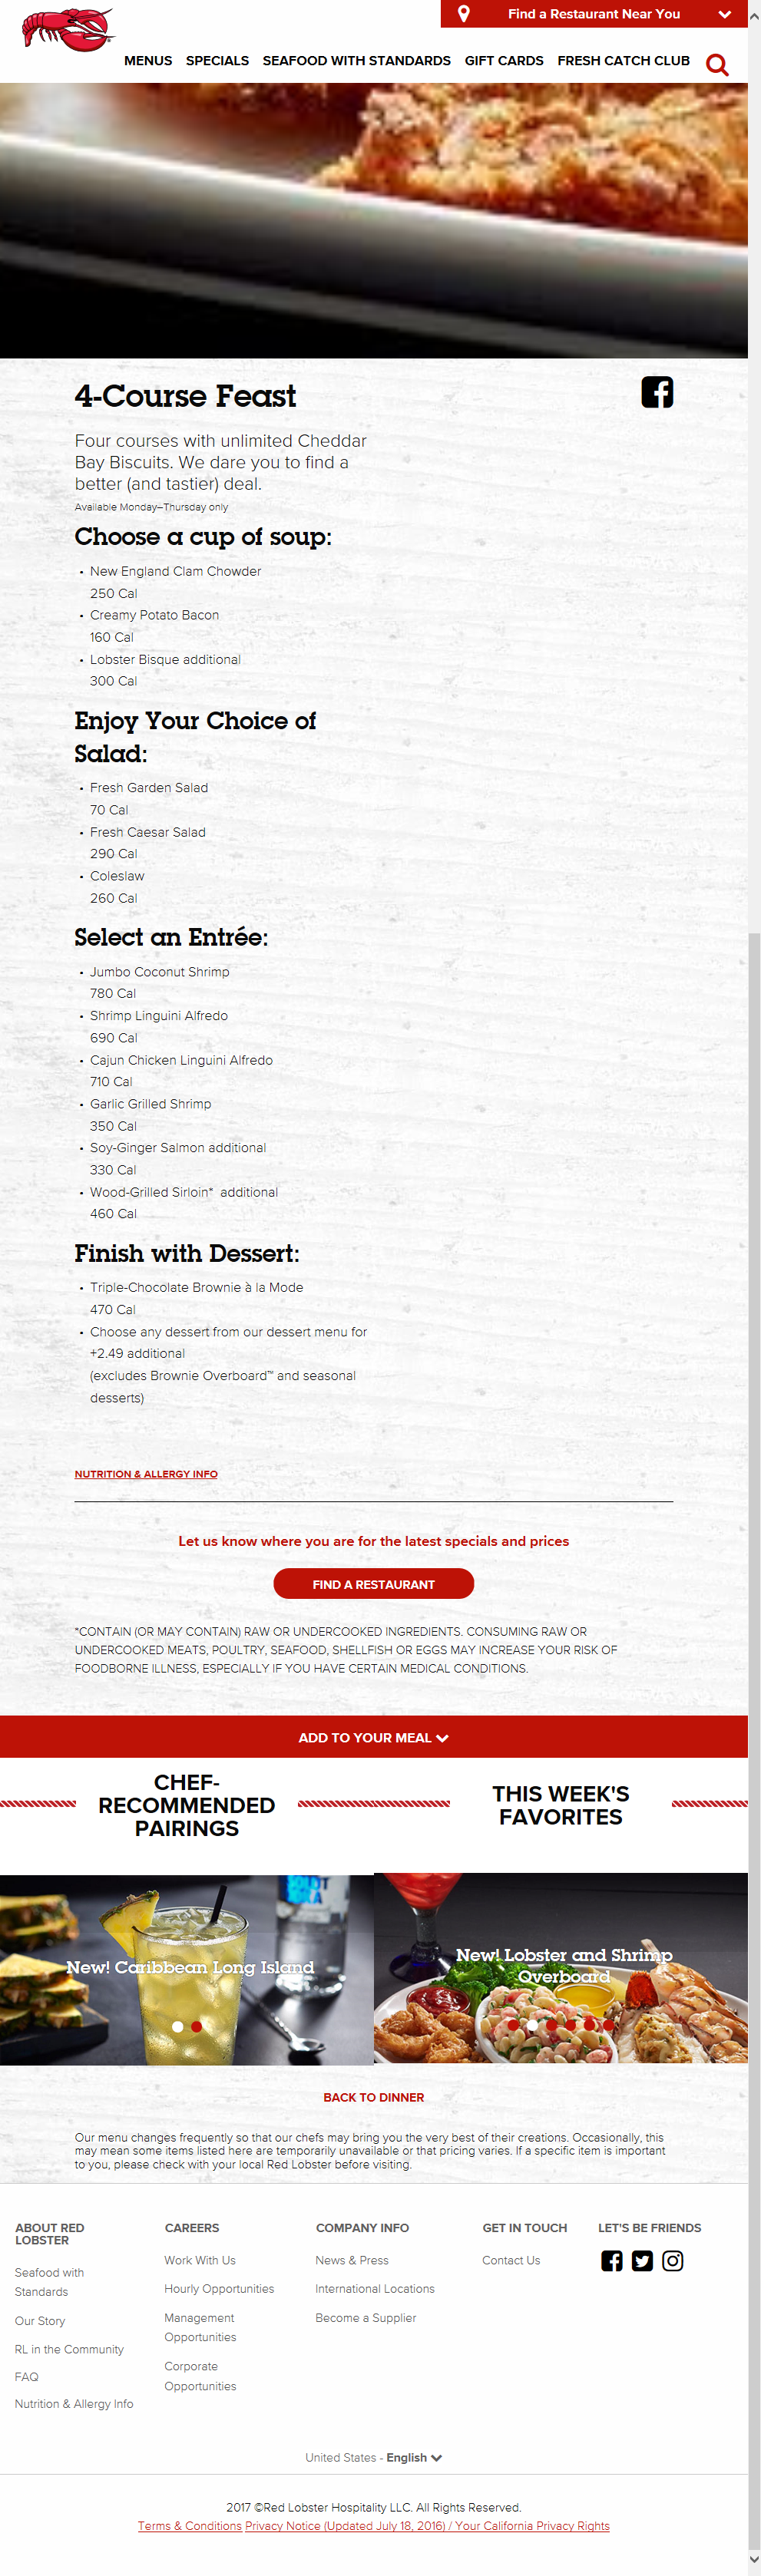 Find a Restaurant Near You
MENUS SPECIALS SEAFOOD WITH STANDARDS GIFT CARDS FRESH CATCH CLUB
4-Course Feast
Four courses with unlimited Cheddar
Bay Biscuits. We dare you to find a
better (and tastier) deal.
Available Monday–Thursday only
Choose a cup of soup:
• New England Clam Chowder
250 Cal
• Creamy Potato Bacon
160 Cal
• Lobster Bisque additional
300 Cal
Enjoy Your Choice of
Salad:
• Fresh Garden Salad
70 Cal
• Fresh Caesar Salad
290 Cal
• Coleslaw
260 Cal
Select an Entrée:
• Jumbo Coconut Shrimp
780 Cal
• Shrimp Linguini Alfredo
690 Cal
• Cajun Chicken Linguini Alfredo
710 Cal
• Garlic Grilled Shrimp
350 Cal
• Soy-Ginger Salmon additional
330 Cal
• Wood-Grilled Sirloin* additional
460 Cal
Finish with Dessert:
• Triple-Chocolate Brownie à la Mode
470 Cal
• Choose any dessert from our dessert menu for
+2.49 additional
(excludes Brownie Overboard™ and seasonal
desserts)
NUTRITION & ALLERGY INFO
Let us know where you are for the latest specials and prices
FIND A RESTAURANT
*CONTAIN (OR MAY CONTAIN) RAW OR UNDERCOOKED INGREDIENTS. CONSUMING RAW OR
UNDERCOOKED MEATS, POULTRY, SEAFOOD, SHELLFISH OR EGGS MAY INCREASE YOUR RISK OF
FOODBORNE ILLNESS, ESPECIALLY IF YOU HAVE CERTAIN MEDICAL CONDITIONS.
ADD TO YOUR MEAL
CHEF-
RECOMMENDED
PAIRINGS
THIS WEEK'S
FAVORITES
New! Caribbean Long Island
New! Lobster and Shrimp
Overboard
BACK TO DINNER
Our menu changes frequently so that our chefs may bring you the very best of their creations. Occasionally, this
may mean some items listed here are temporarily unavailable or that pricing varies. If a specific item is important
to you, please check with your local Red Lobster before visiting.
ABOUT RED
LOBSTER
Seafood with
Standards
Our Story
RL in the Community
FAQ
Nutrition & Allergy Info
CAREERS
Work With Us
Hourly Opportunities
Management
Opportunities
Corporate
Opportunities
COMPANY INFO
News & Press
International Locations
Become a Supplier
GET IN TOUCH
Contact Us
LET'S BE FRIENDS
United States - English
2017 ©Red Lobster Hospitality LLC. All Rights Reserved.
Terms & Conditions Privacy Notice (Updated July 18, 2016) / Your California Privacy Rights